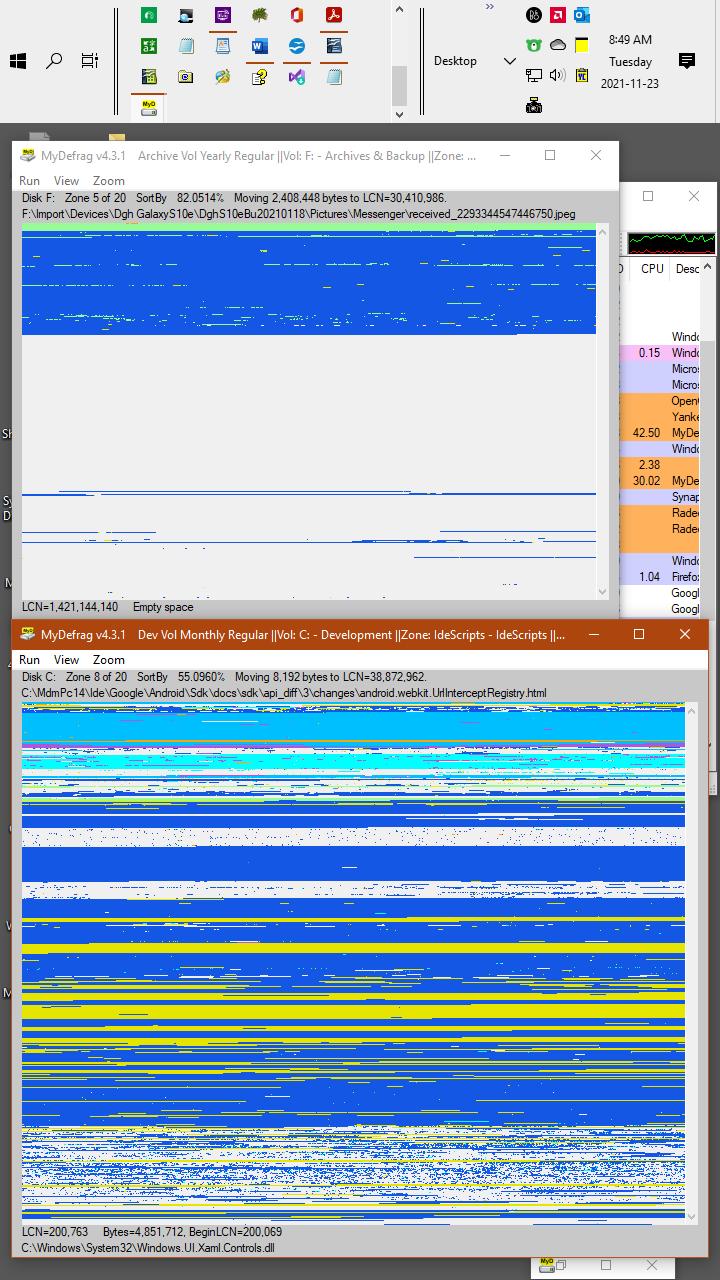 8:49 AM
Desktop
Tuesday
2021-11-23
MyD
MyDefrag v4.3.1 Archive Vol Yearly Regular ||Vol: F: - Archives & Backup ||Zone: ...
Run View Zoom
Disk F: Zone 5 of 20 SortBy 82.0514% Moving 2,408,448 bytes to LCN=30,410,986.
F:\Import\Devices\Dgh GalaxyS10e\DghS10eBu20210118\Pictures\Messenger\received_2293344547446750.jpeg
CPU Desc
Windo
0.15 Windo
Micros
Micros
Open
Yanke
42.50 MyDe
Windo
2.38
30.02 MyDe
Synap
Radeo
Radeo
Windo
1.04 Firefo
Googl
Googl
LCN=1,421,144,140 Empty space
MyDefrag v4.3.1 Dev Vol Monthly Regular ||Vol: C: - Development ||Zone: IdeScripts - IdeScripts ||...
Run View Zoom
Disk C: Zone 8 of 20 SortBy 55.0960% Moving 8,192 bytes to LCN=38,872,962.
C:\MdmPc14\Ide\Google\Android\Sdk\docs\sdk\api_diff\3\changes\android.webkit.UrlInterceptRegistry.html
LCN=200,763 Bytes=4,851,712, BeginLCN=200,069
C:\Windows\System32\Windows.UI.Xaml.Controls.dll
MyD